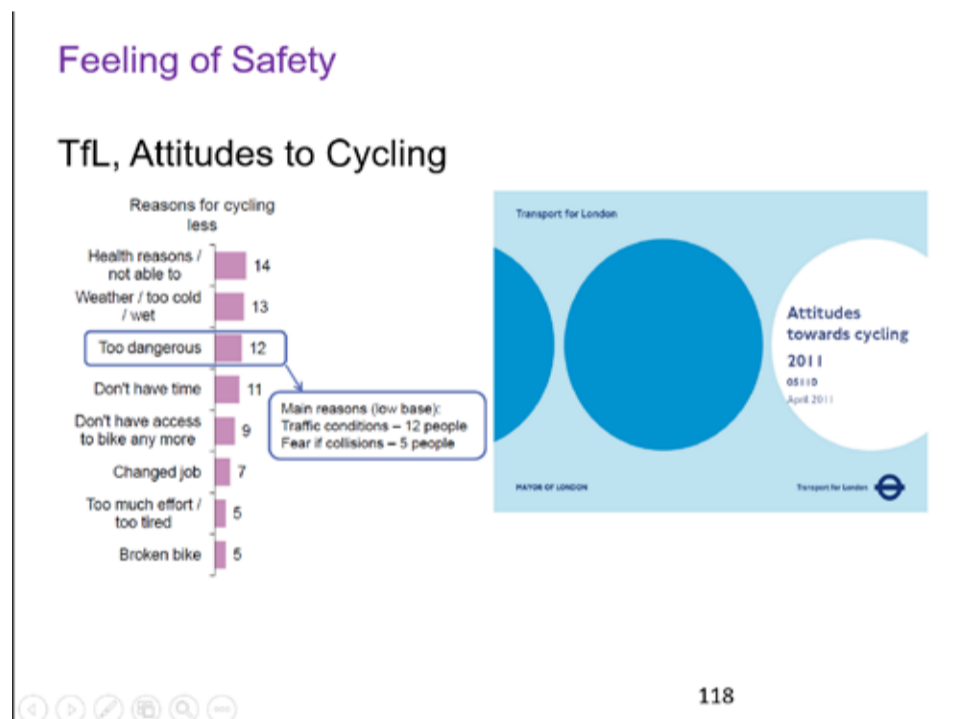 Feeling of Safety
TfL, Attitudes to Cycling
Reasons for cycling
less
Health reasons /
not able to
14
Weather / too cold
/ wet
13
Too dangerous
12
Don't have time
11
Don't have access
to bike any more
9
Changed job
7
Too much effort /
too tired
5
Broken bike
5
Main reasons (low base):
Traffic conditions – 12 people
Fear if collisions – 5 people
Transport for London
Attitudes
towards cycling
2011
05110
April 2011
MAYOR OF LONDON
Transport for London
118